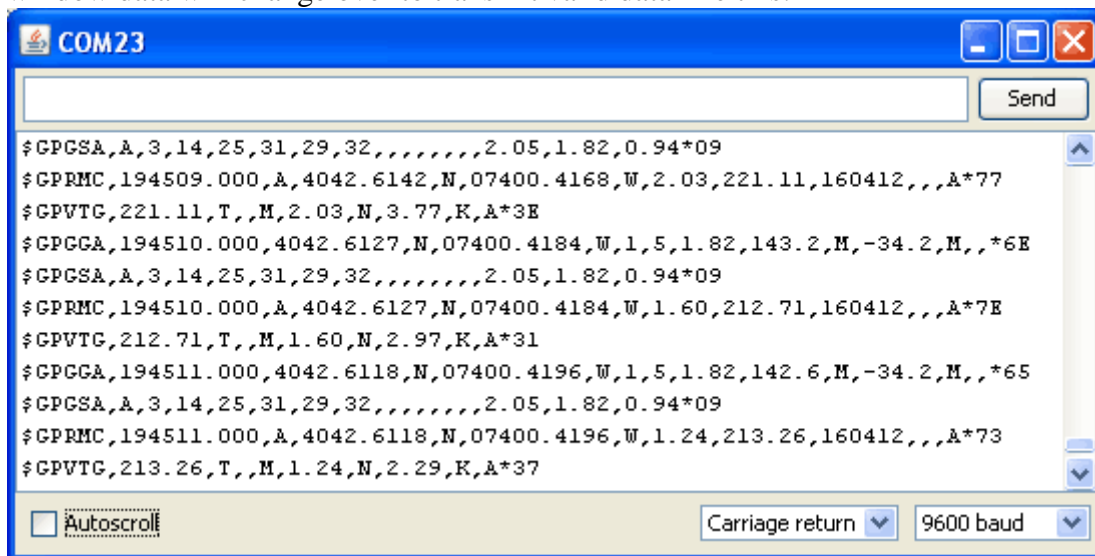 COM23
Send
$GPGSA,A,3,14,25,31,29,32,,,,,,,,2.05,1.82,0.94*09
$GPRMC,194509.000,A,4042.6142,N,07400.4168,W,2.03,221.11,160412,,,A*77
$GPVTG,221.11,T,,M,2.03,N,3.77,K,A*3E
$GPGGA,194510.000,4042.6127,N,07400.4184,W,1,5,1.82,143.2,M,-34.2,M,,*6E
$GPGSA,A,3,14,25,31,29,32,,,,,,,,2.05,1.82,0.94*09
$GPRMC,194510.000,A,4042.6127,N,07400.4184,W,1.60,212.71,160412,,,A*7E
$GPVTG,212.71,T,,M,1.60,N,2.97,K,A*31
$GPGGA,194511.000,4042.6118,N,07400.4196,W,1,5,1.82,142.6,M,-34.2,M,,*65
$GPGSA,A,3,14,25,31,29,32,,,,,,,,2.05,1.82,0.94*09
$GPRMC,194511.000,A,4042.6118,N,07400.4196,W,1.24,213.26,160412,,,A*73
$GPVTG,213.26,T,,M,1.24,N,2.29,K,A*37
Autoscroll Carriage return 9600 baud